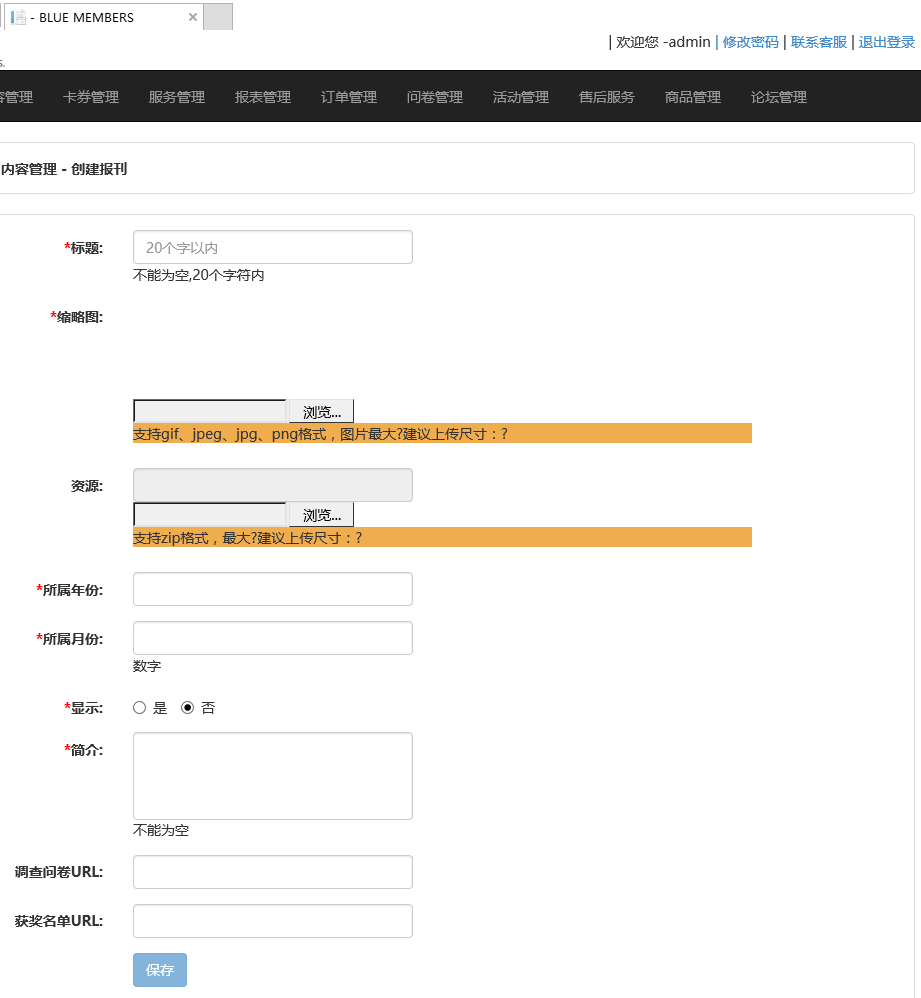 - BLUE MEMBERS
| 欢迎您 -admin | 修改密码 | 联系客服 | 退出登录
s.
容管理 卡券管理 服务管理 报表管理 订单管理 问卷管理 活动管理 售后服务 商品管理 论坛管理
内容管理 - 创建报刊
*标题: 20个字以内
不能为空,20个字符内
*缩略图:
浏览...
支持gif、jpeg、jpg、png格式，图片最大?建议上传尺寸：?
资源:
浏览...
支持zip格式，最大?建议上传尺寸：?
*所属年份:
*所属月份:
数字
*显示: 是 否
*简介:
不能为空
调查问卷URL:
获奖名单URL:
保存